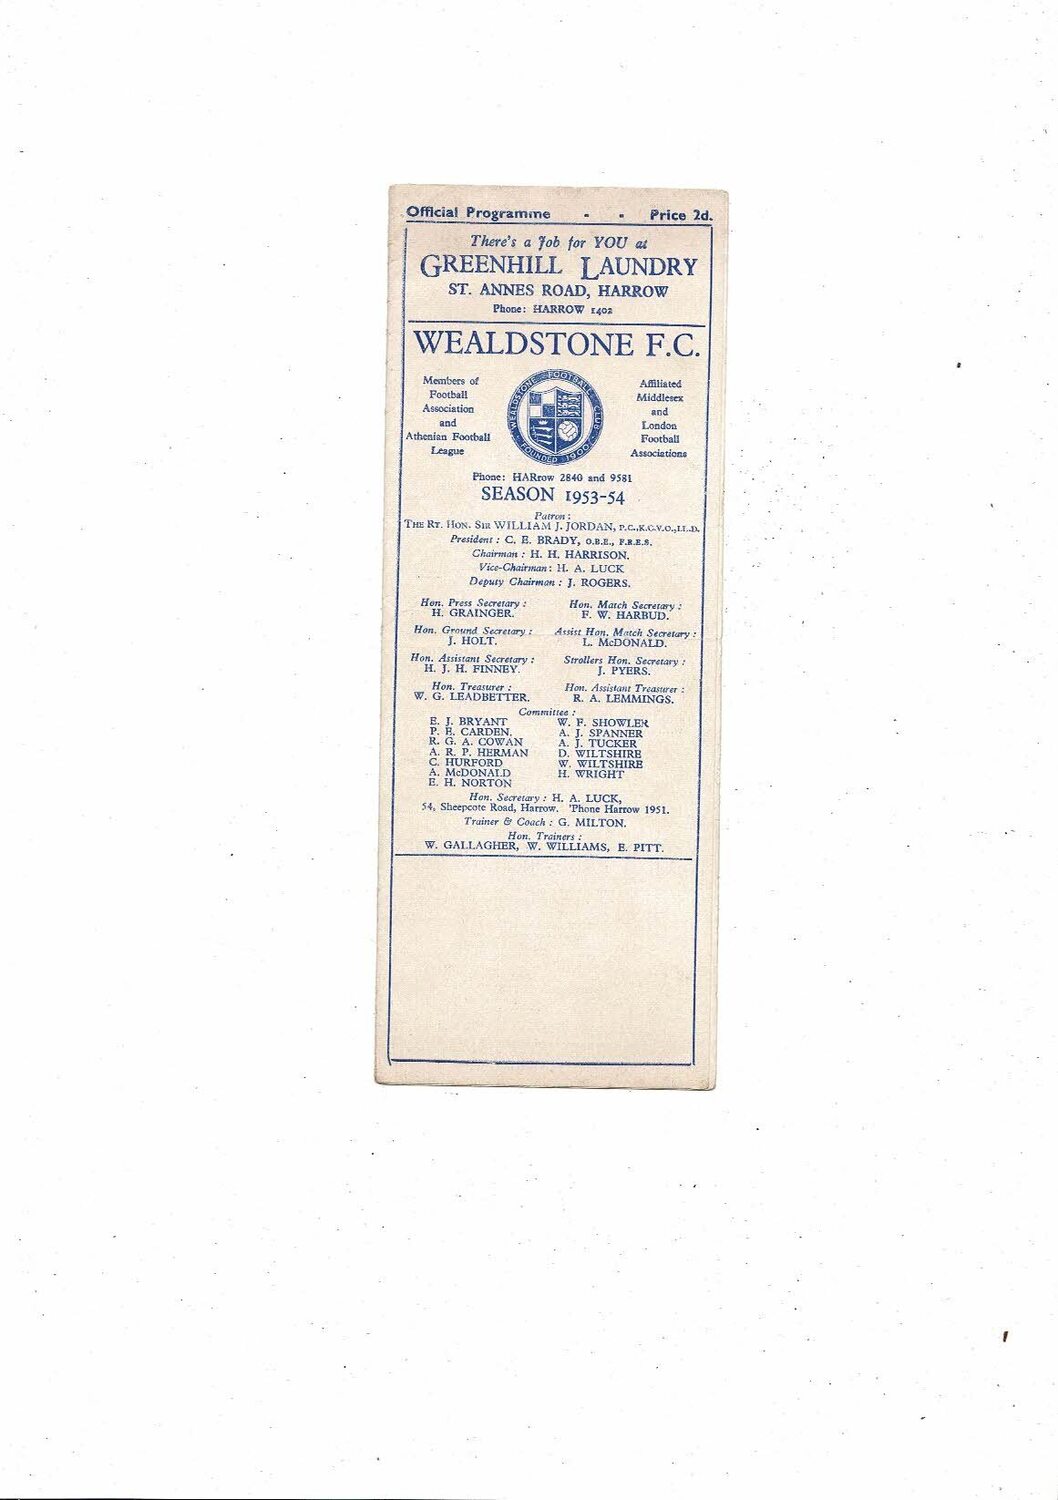 Official Programme - - Price 2d.
There's a Job for YOU at
GREENHILL LAUNDRY
ST. ANNES ROAD, HARROW
Phone: HARROW 1402
WEALDSTONE F.C.
Members of
Football
Association
and
Athenian Football
League
WEALDSTONE FOOTBALL CLUB
FOUNDED 1900
Affiliated
Middlesex
and
London
Football
Associations
Phone: HARrow 2840 and 9581
SEASON 1953-54
Patron :
THE RT. HON. SIR WILLIAM J. JORDAN, P.C.,K.C.V.O.,LL.D.
President : C. E. BRADY, O.B.E., F.R.E.S.
Chairman : H. H. HARRISON.
Vice-Chairman : H. A. LUCK
Deputy Chairman : J. ROGERS.
Hon. Press Secretary :
H. GRAINGER.
Hon. Match Secretary :
F. W. HARBUD.
Hon. Ground Secretary :
J. HOLT.
Assist Hon. Match Secretary :
L. McDONALD.
Hon. Assistant Secretary :
H. J. H. FINNEY.
Strollers Hon. Secretary :
J. PYERS.
Hon. Treasurer :
W. G. LEADBETTER.
Hon. Assistant Treasurer :
R. A. LEMMINGS.
Committee :
E. J. BRYANT
P. E. CARDEN.
R. G. A. COWAN
A. R. P. HERMAN
C. HURFORD
A. McDONALD
E. H. NORTON
W. F. SHOWLER
A. J. SPANNER
A. J. TUCKER
D. WILTSHIRE
W. WILTSHIRE
H. WRIGHT
Hon. Secretary : H. A. LUCK,
54, Sheepcote Road, Harrow. 'Phone Harrow 1951.
Trainer & Coach : G. MILTON.
Hon. Trainers :
W. GALLAGHER, W. WILLIAMS, E. PITT.